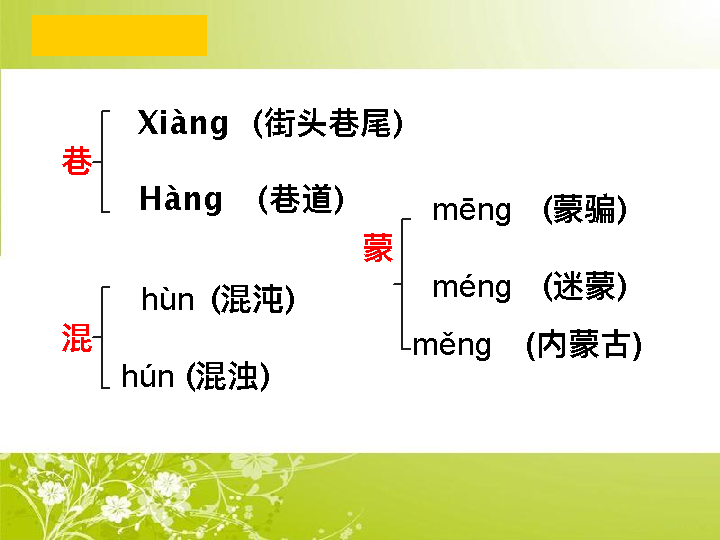 巷
Xiàng (街头巷尾)
Hàng (巷道)
混
hùn (混沌)
hún (混浊)
蒙
mēng (蒙骗)
méng (迷蒙)
měng (内蒙古)